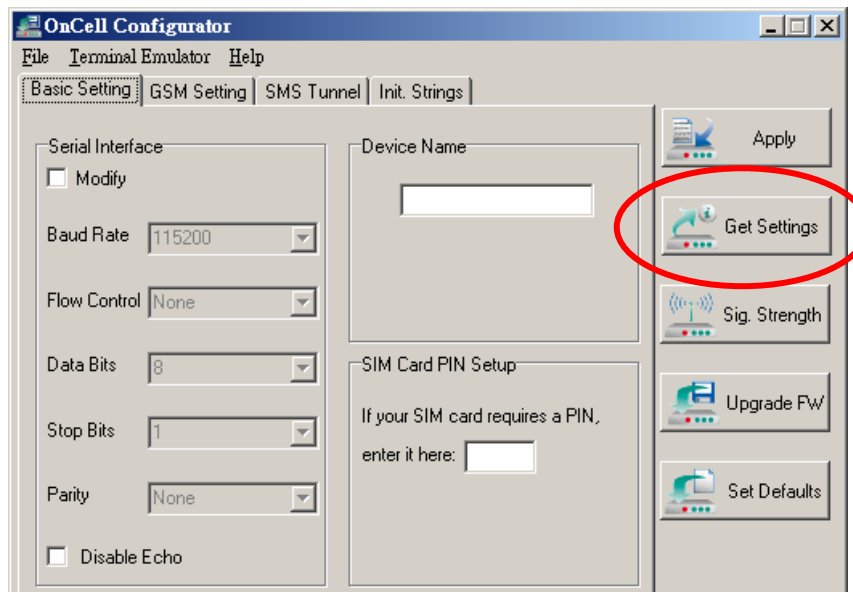 OnCell Configurator
File Terminal Emulator Help
Basic Setting GSM Setting SMS Tunnel Init. Strings
Serial Interface
Modify
Baud Rate 115200
Flow Control None
Data Bits 8
Stop Bits 1
Parity None
Disable Echo
Device Name
SIM Card PIN Setup
If your SIM card requires a PIN,
enter it here:
Apply
Get Settings
Sig. Strength
Upgrade FW
Set Defaults